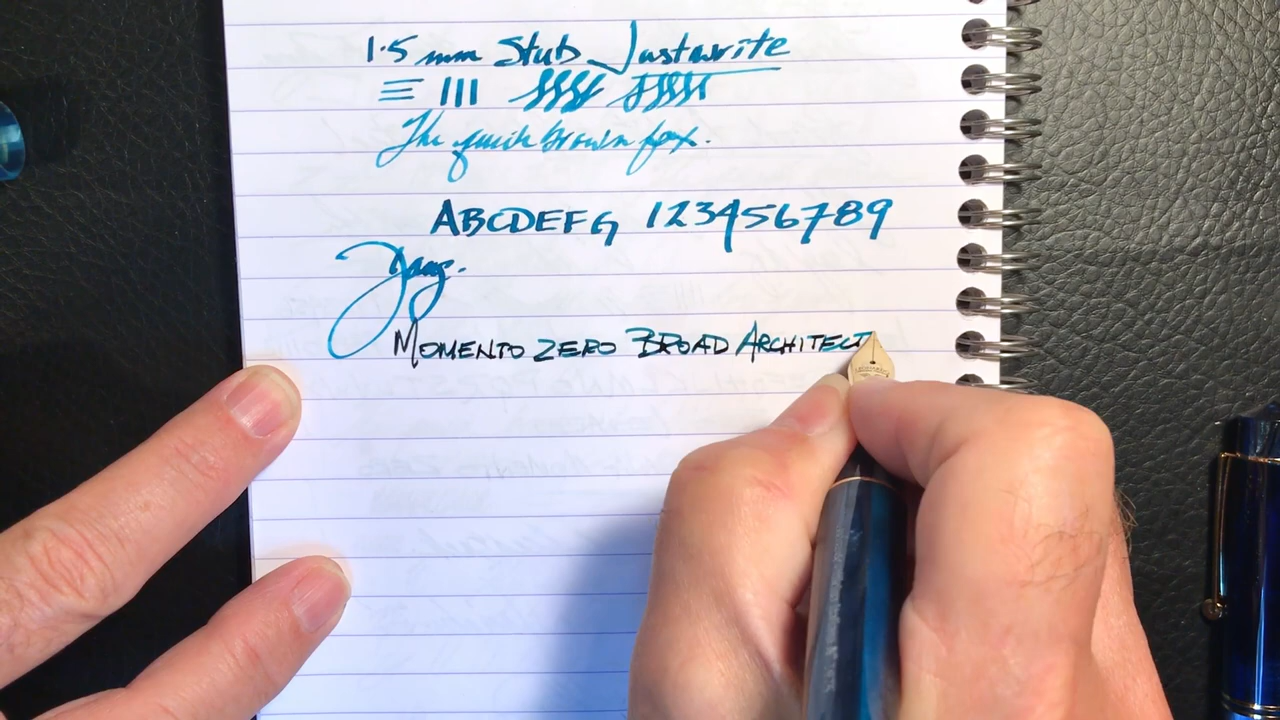 1.5 mm Stub Justwrite
The quick brown fox.
ABCDEFG 123456789
MOMENTO ZERO BROAD ARCHITECT